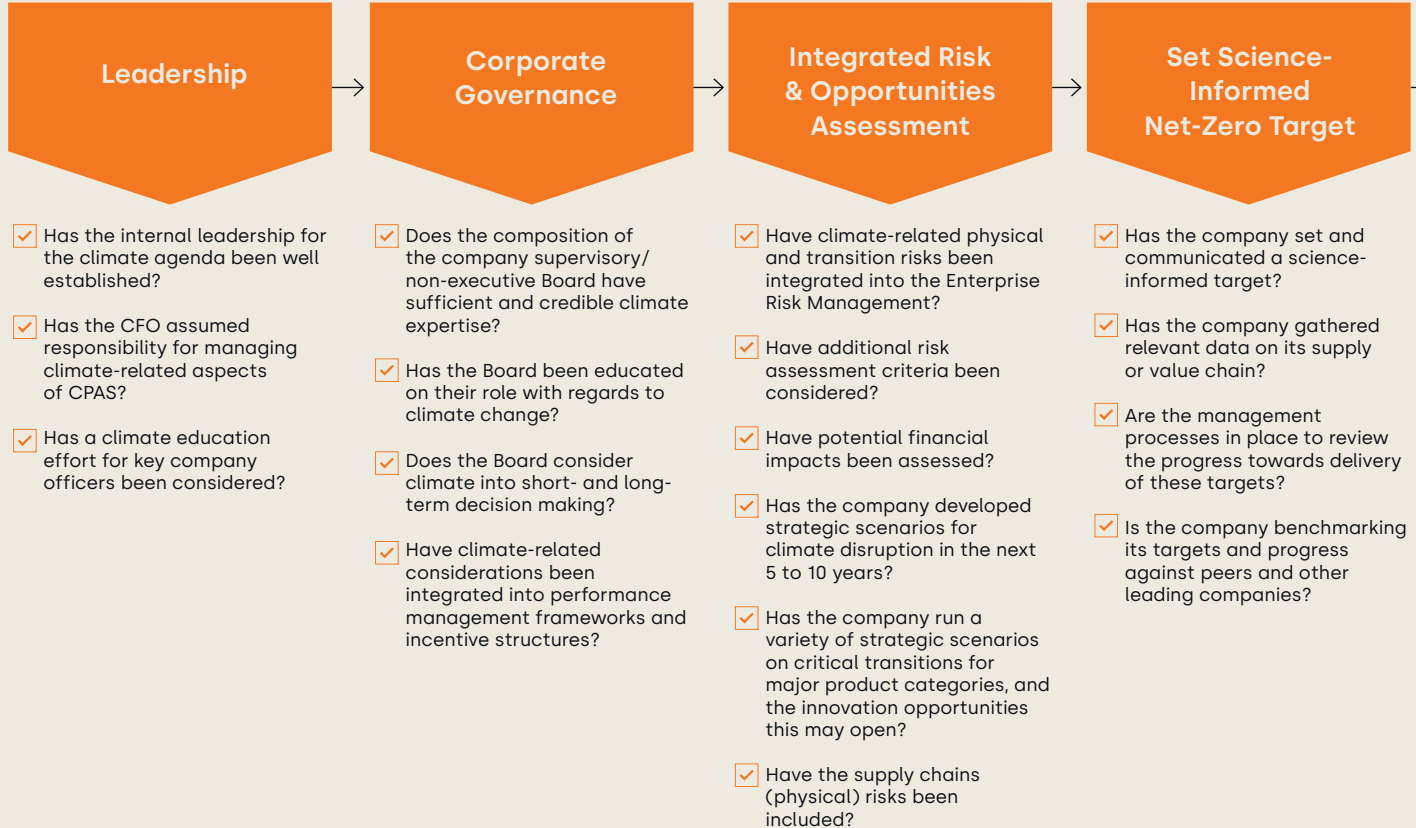 Leadership
Has the internal leadership for
the climate agenda been well
established?
Has the CFO assumed
responsibility for managing
climate-related aspects
of CPAS?
Has a climate education
effort for key company
officers been considered?
Corporate
Governance
Does the composition of
the company supervisory/
non-executive Board have
sufficient and credible climate
expertise?
Has the Board been educated
on their role with regards to
climate change?
Does the Board consider
climate into short- and long-
term decision making?
Have climate-related
considerations been
integrated into performance
management frameworks and
incentive structures?
Integrated Risk
& Opportunities
Assessment
Have climate-related physical
and transition risks been
integrated into the Enterprise
Risk Management?
Have additional risk
assessment criteria been
considered?
Have potential financial
impacts been assessed?
Has the company developed
strategic scenarios for
climate disruption in the next
5 to 10 years?
Has the company run a
variety of strategic scenarios
on critical transitions for
major product categories, and
the innovation opportunities
this may open?
Have the supply chains
(physical) risks been
included?
Set Science-
Informed
Net-Zero Target
Has the company set and
communicated a science-
informed target?
Has the company gathered
relevant data on its supply
or value chain?
Are the management
processes in place to review
the progress towards delivery
of these targets?
Is the company benchmarking
its targets and progress
against peers and other
leading companies?